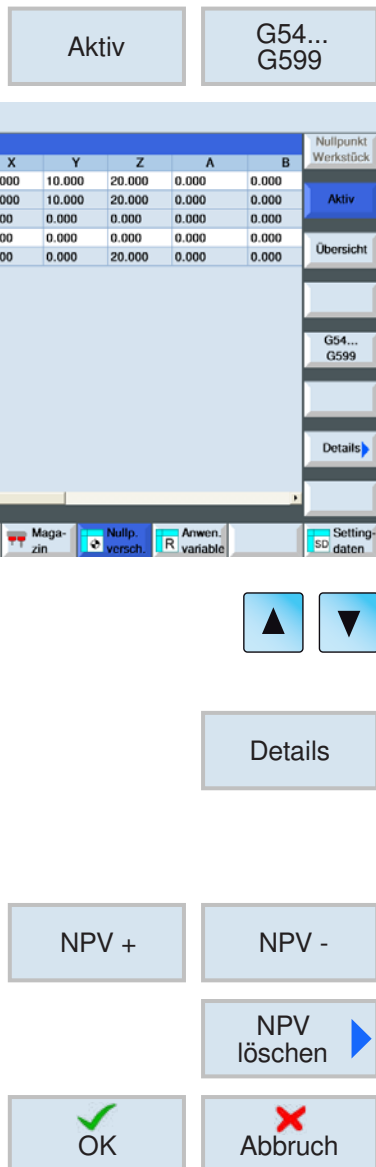 Aktiv
G54...
G599
Nullpunkt
Werkstück
X Y Z A B
000 10.000 20.000 0.000 0.000
000 10.000 20.000 0.000 0.000
00 0.000 0.000 0.000 0.000
00 0.000 0.000 0.000 0.000
00 0.000 20.000 0.000 0.000
Aktiv
Übersicht
G54...
G599
Details
Maga-
zin
Nullp.
versch.
R Anwen.
variable
SD Setting-
daten
Details
NPV +
NPV -
NPV
löschen
OK
Abbruch